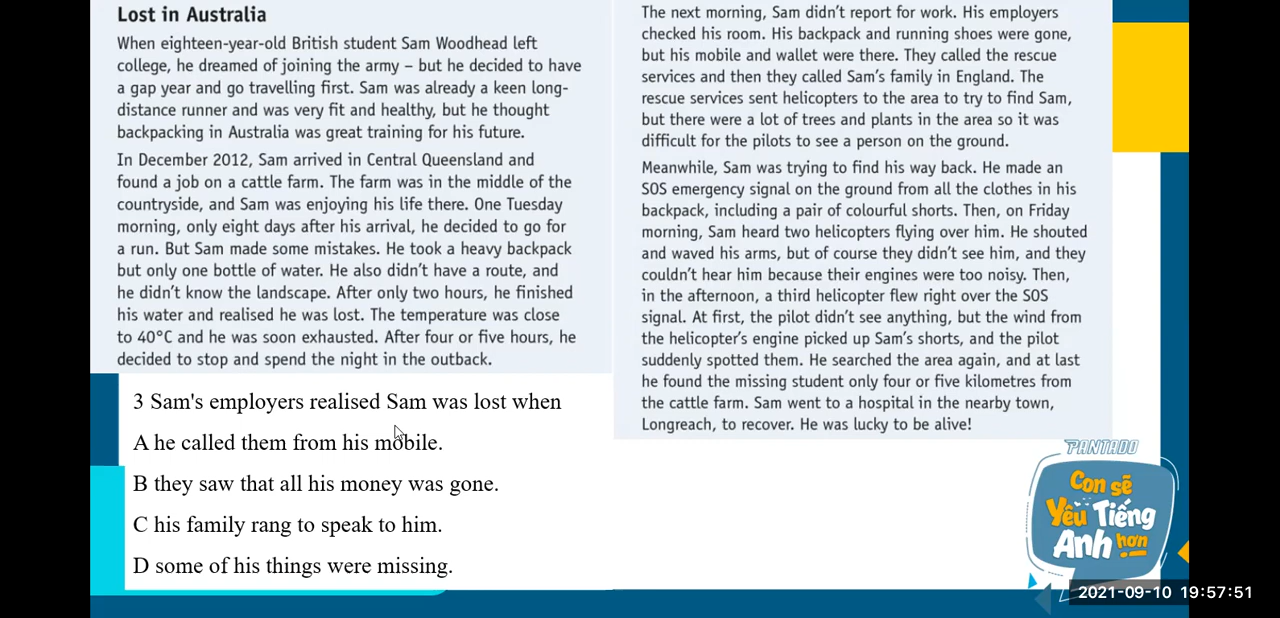 Lost in Australia
When eighteen-year-old British student Sam Woodhead left
college, he dreamed of joining the army – but he decided to have
a gap year and go travelling first. Sam was already a keen long-
distance runner and was very fit and healthy, but he thought
backpacking in Australia was great training for his future.
In December 2012, Sam arrived in Central Queensland and
found a job on a cattle farm. The farm was in the middle of the
countryside, and Sam was enjoying his life there. One Tuesday
morning, only eight days after his arrival, he decided to go for
a run. But Sam made some mistakes. He took a heavy backpack
but only one bottle of water. He also didn't have a route, and
he didn't know the landscape. After only two hours, he finished
his water and realised he was lost. The temperature was close
to 40°C and he was soon exhausted. After four or five hours, he
decided to stop and spend the night in the outback.
The next morning, Sam didn't report for work. His employers
checked his room. His backpack and running shoes were gone,
but his mobile and wallet were there. They called the rescue
services and then they called Sam's family in England. The
rescue services sent helicopters to the area to try to find Sam,
but there were a lot of trees and plants in the area so it was
difficult for the pilots to see a person on the ground.
Meanwhile, Sam was trying to find his way back. He made an
SOS emergency signal on the ground from all the clothes in his
backpack, including a pair of colourful shorts. Then, on Friday
morning, Sam heard two helicopters flying over him. He shouted
and waved his arms, but of course they didn't see him, and they
couldn't hear him because their engines were too noisy. Then,
in the afternoon, a third helicopter flew right over the SOS
signal. At first, the pilot didn't see anything, but the wind from
the helicopter's engine picked up Sam's shorts, and the pilot
suddenly spotted them. He searched the area again, and at last
he found the missing student only four or five kilometres from
the cattle farm. Sam went to a hospital in the nearby town,
Longreach, to recover. He was lucky to be alive!
3 Sam's employers realised Sam was lost when
A he called them from his mobile.
B they saw that all his money was gone.
C his family rang to speak to him.
D some of his things were missing.
PANTADO
Con sẽ
Yêu Tiếng
Anh hơn
2021-09-10 19:57:51